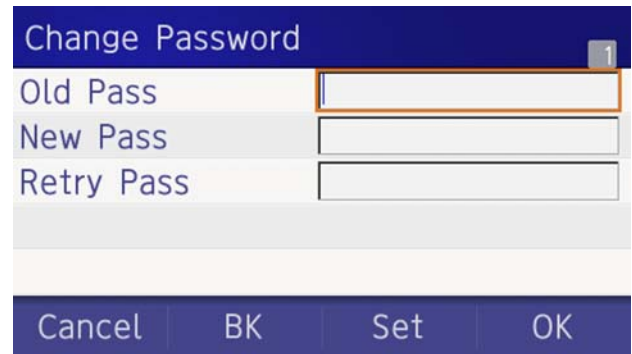 Change Password
1
Old Pass
New Pass
Retry Pass
Cancel BK Set OK